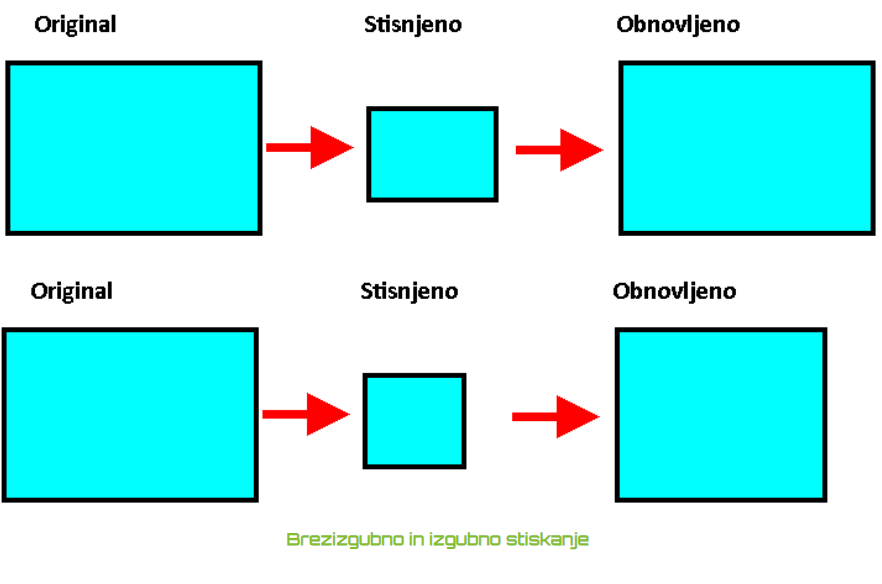 Original Stisnjeno Obnovljeno
Original Stisnjeno Obnovljeno
Brezizgubno in izgubno stiskanje